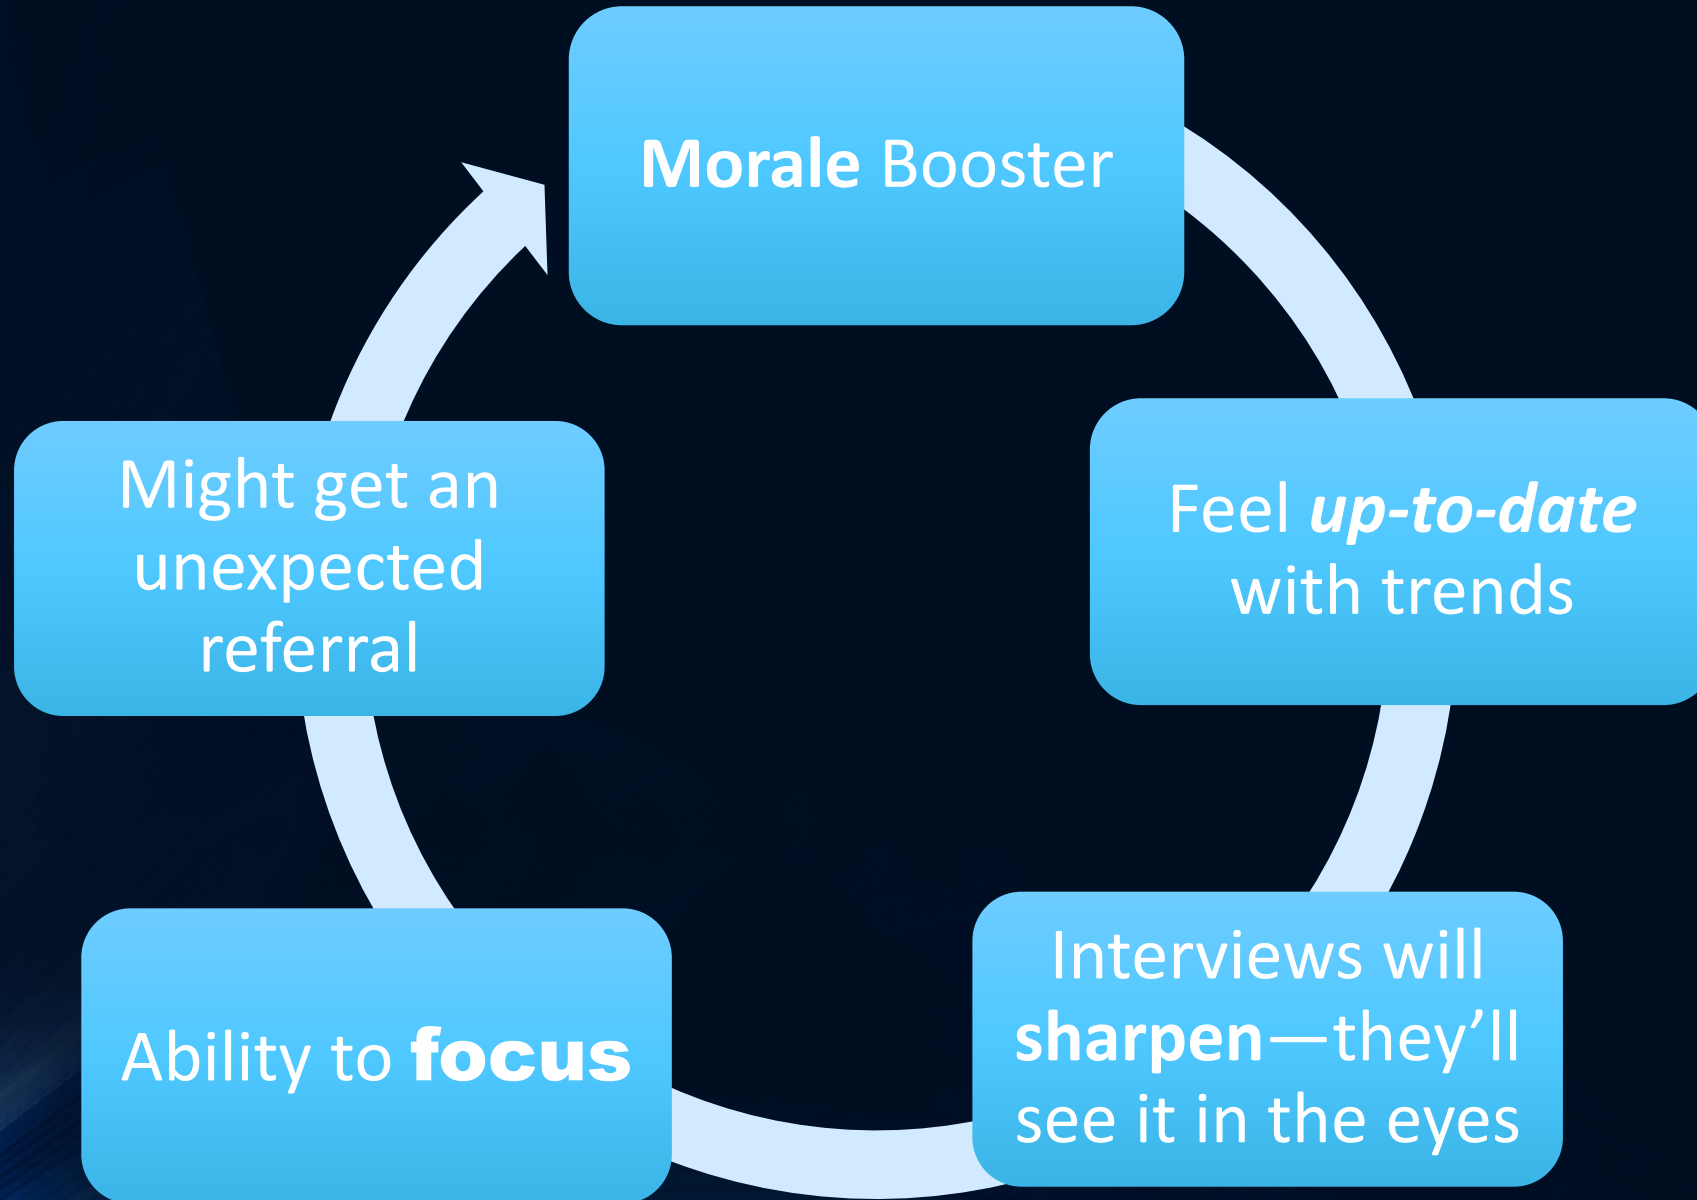 Morale Booster
Feel up-to-date
with trends
Interviews will
sharpen—they’ll
see it in the eyes
Ability to focus
Might get an
unexpected
referral